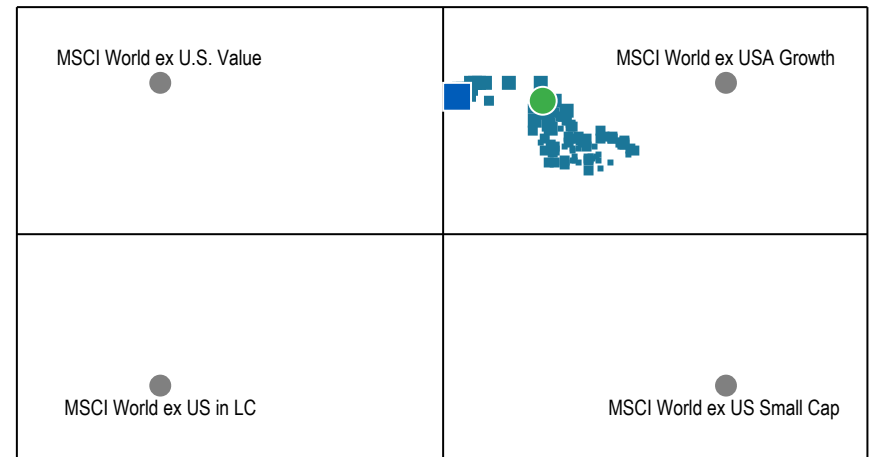 MSCI World ex U.S. Value
MSCI World ex USA Growth
MSCI World ex US in LC
MSCI World ex US Small Cap